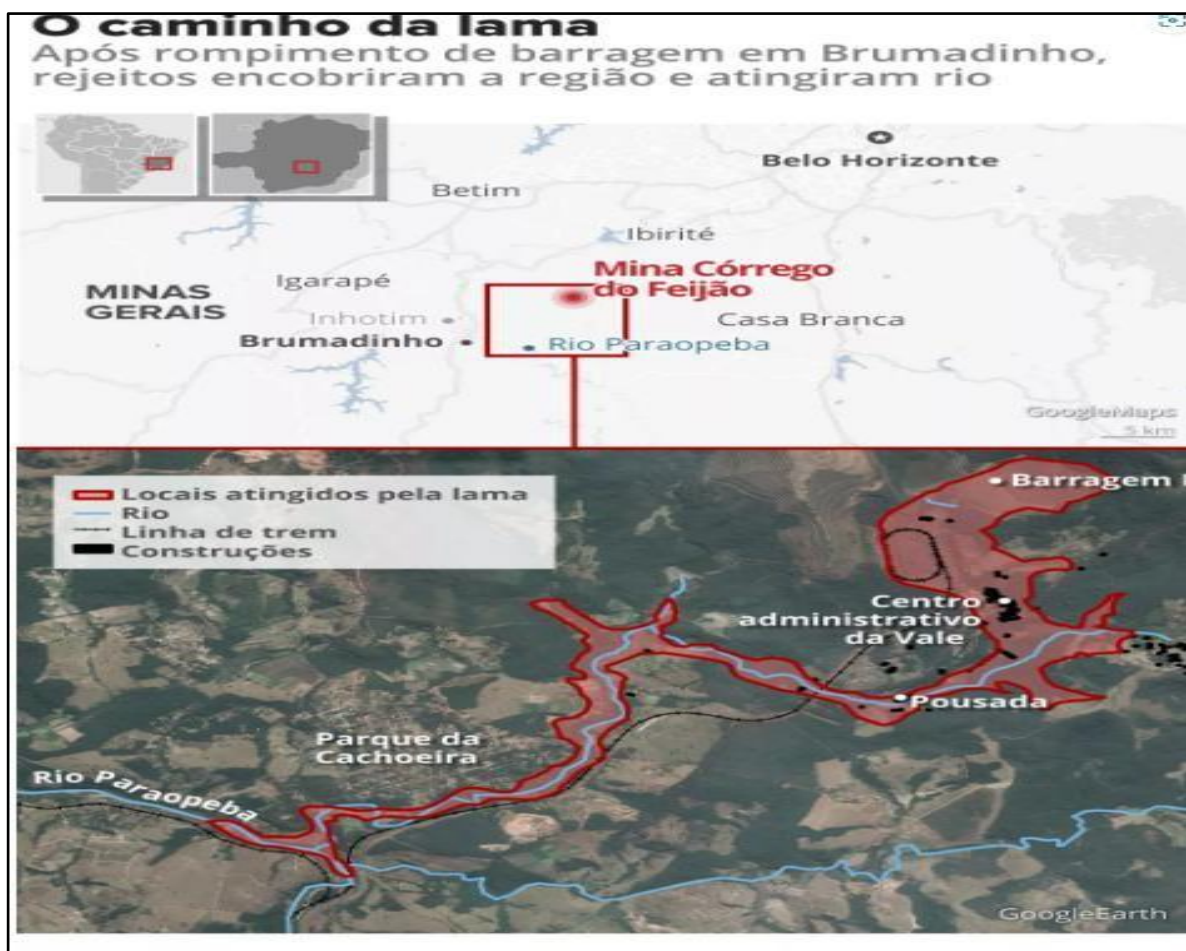 O caminho da lama
Após rompimento de barragem em Brumadinho,
rejeitos encobriram a região e atingiram rio
Belo Horizonte
Betim
Ibirité
Mina Córrego
do Feijão
Igarapé
MINAS
GERAIS
Inhotim
Casa Branca
Brumadinho
Rio Paraopeba
GoogleMaps
5 km
Locais atingidos pela lama
Rio
Linha de trem
Construções
Barragem
Centro
administrativo
da Vale
Pousada
Parque da
Cachoeira
Rio Paraopeba
GoogleEarth